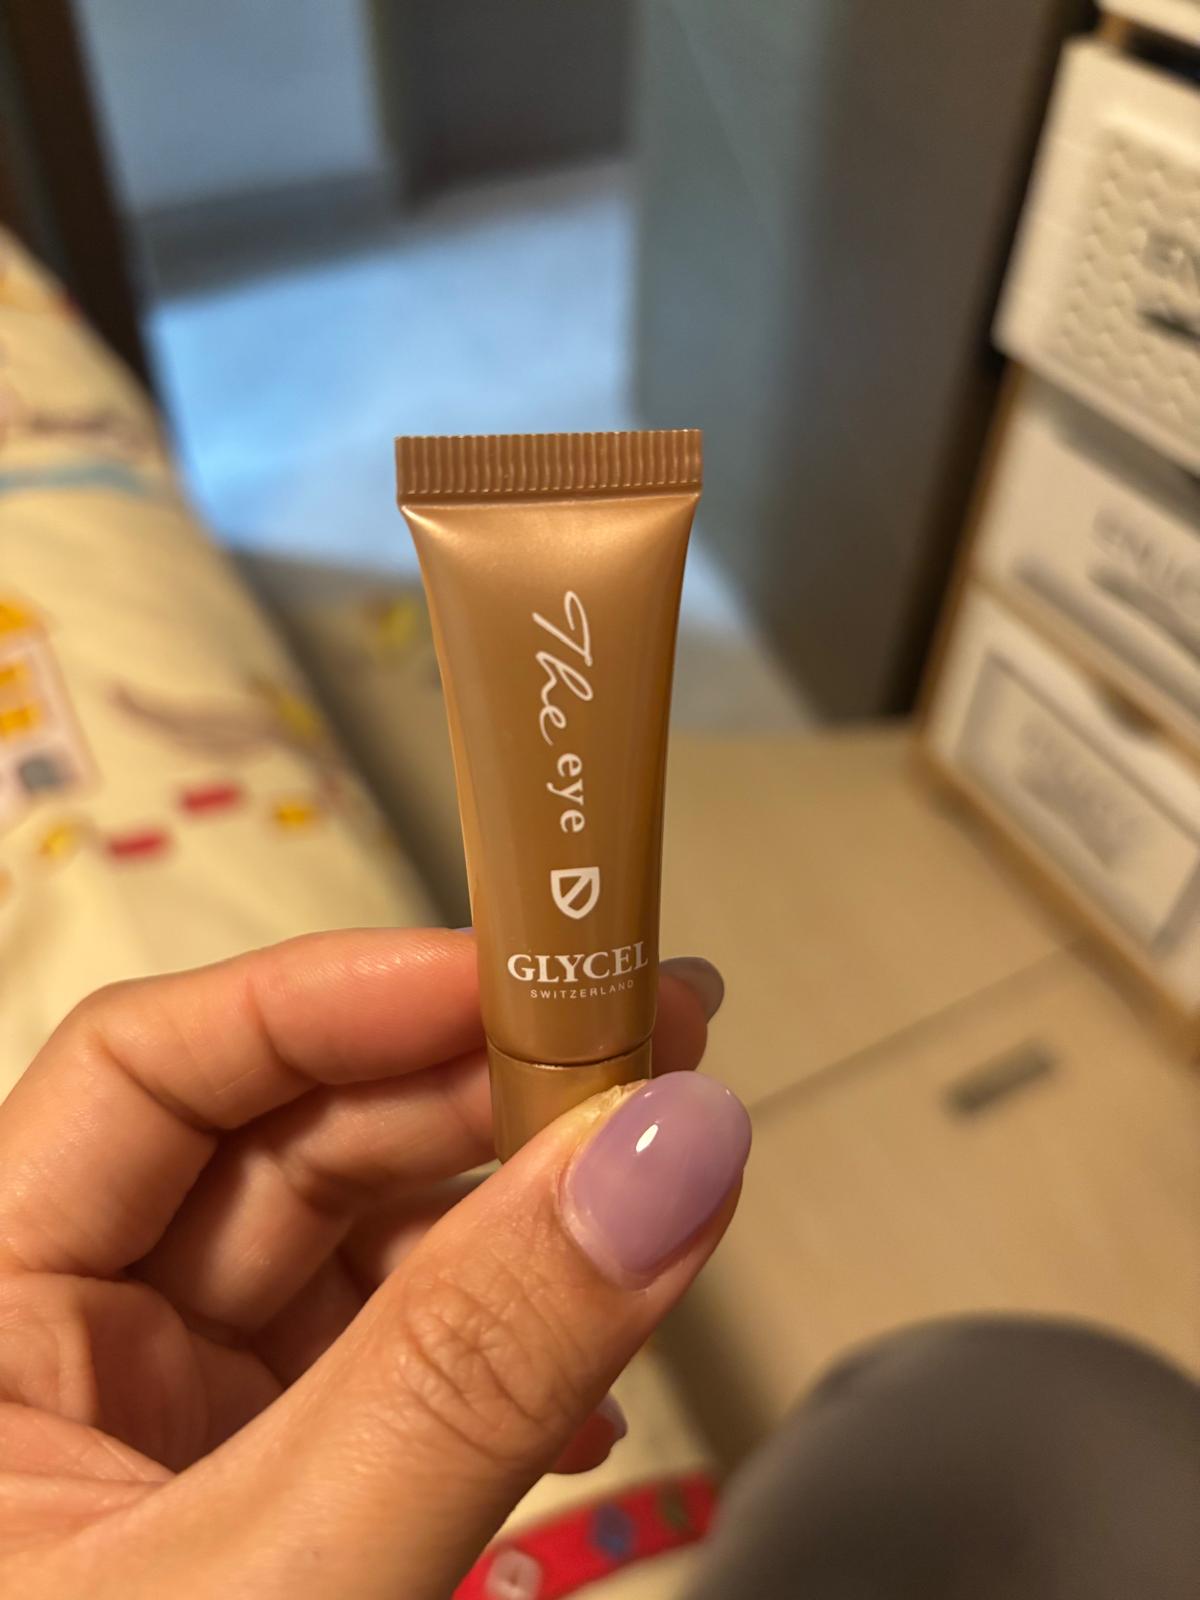 The eye
GLYCEL
SWITZERLAND